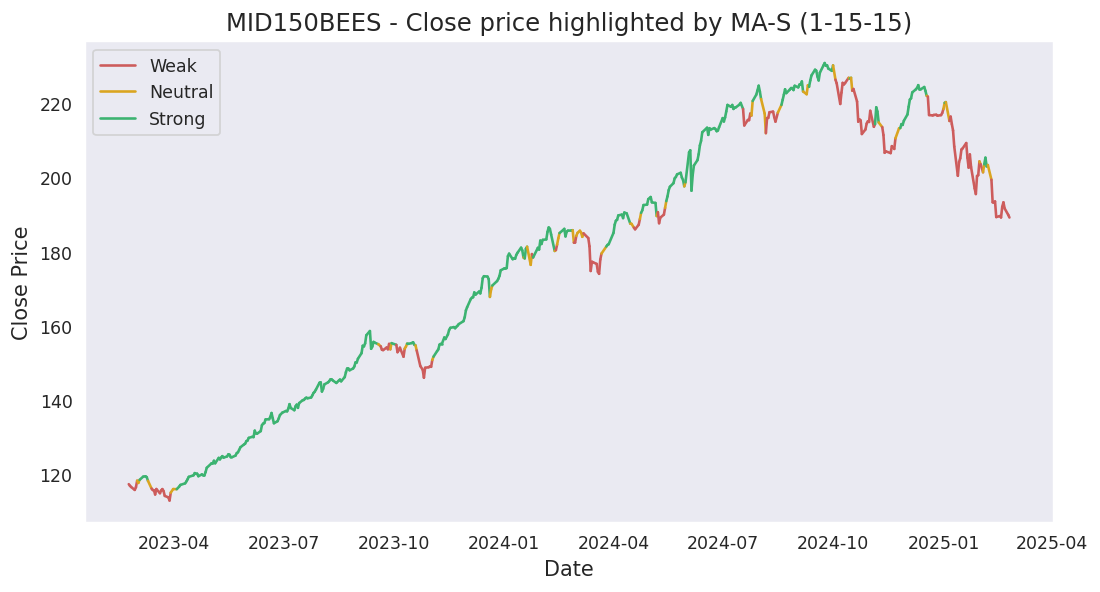 MID150BEES - Close price highlighted by MA-S (1-15-15)
Weak
Neutral
Strong
Close Price
220
200
180
160
140
120
2023-04 2023-07 2023-10 2024-01 2024-04 2024-07 2024-10 2025-01 2025-04
Date